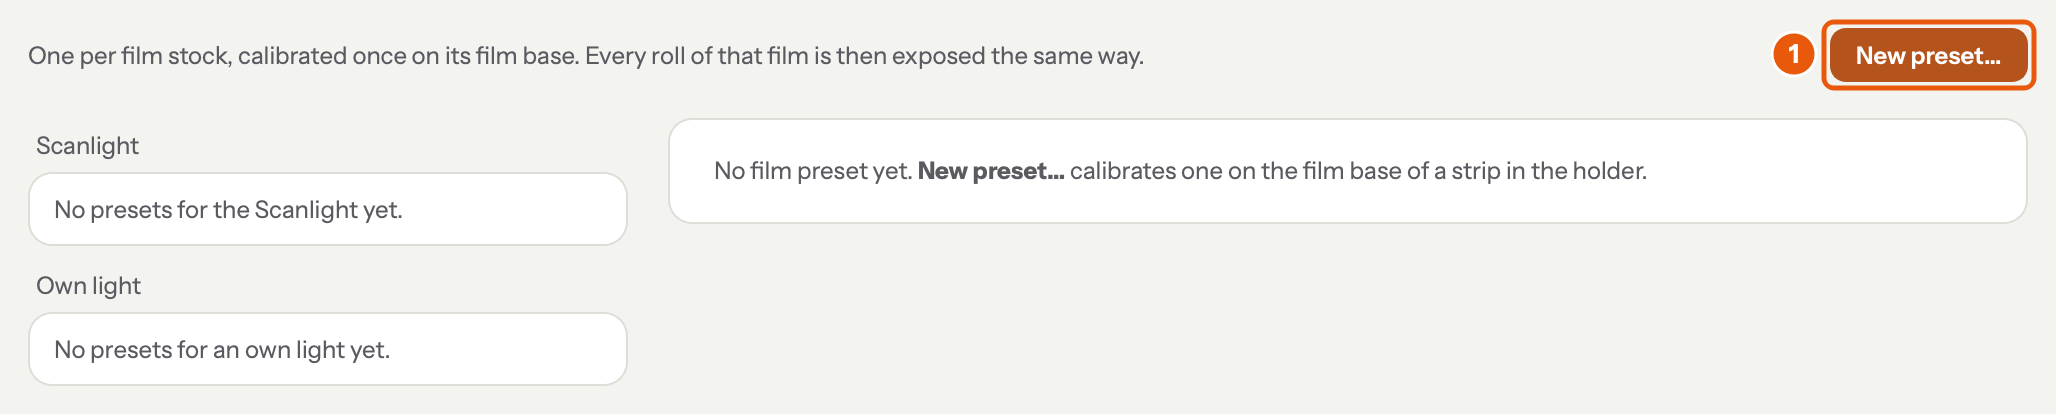 One per film stock, calibrated once on its film base. Every roll of that film is then exposed the same way.
1
New preset...
Scanlight
No presets for the Scanlight yet.
No film preset yet. New preset... calibrates one on the film base of a strip in the holder.
Own light
No presets for an own light yet.